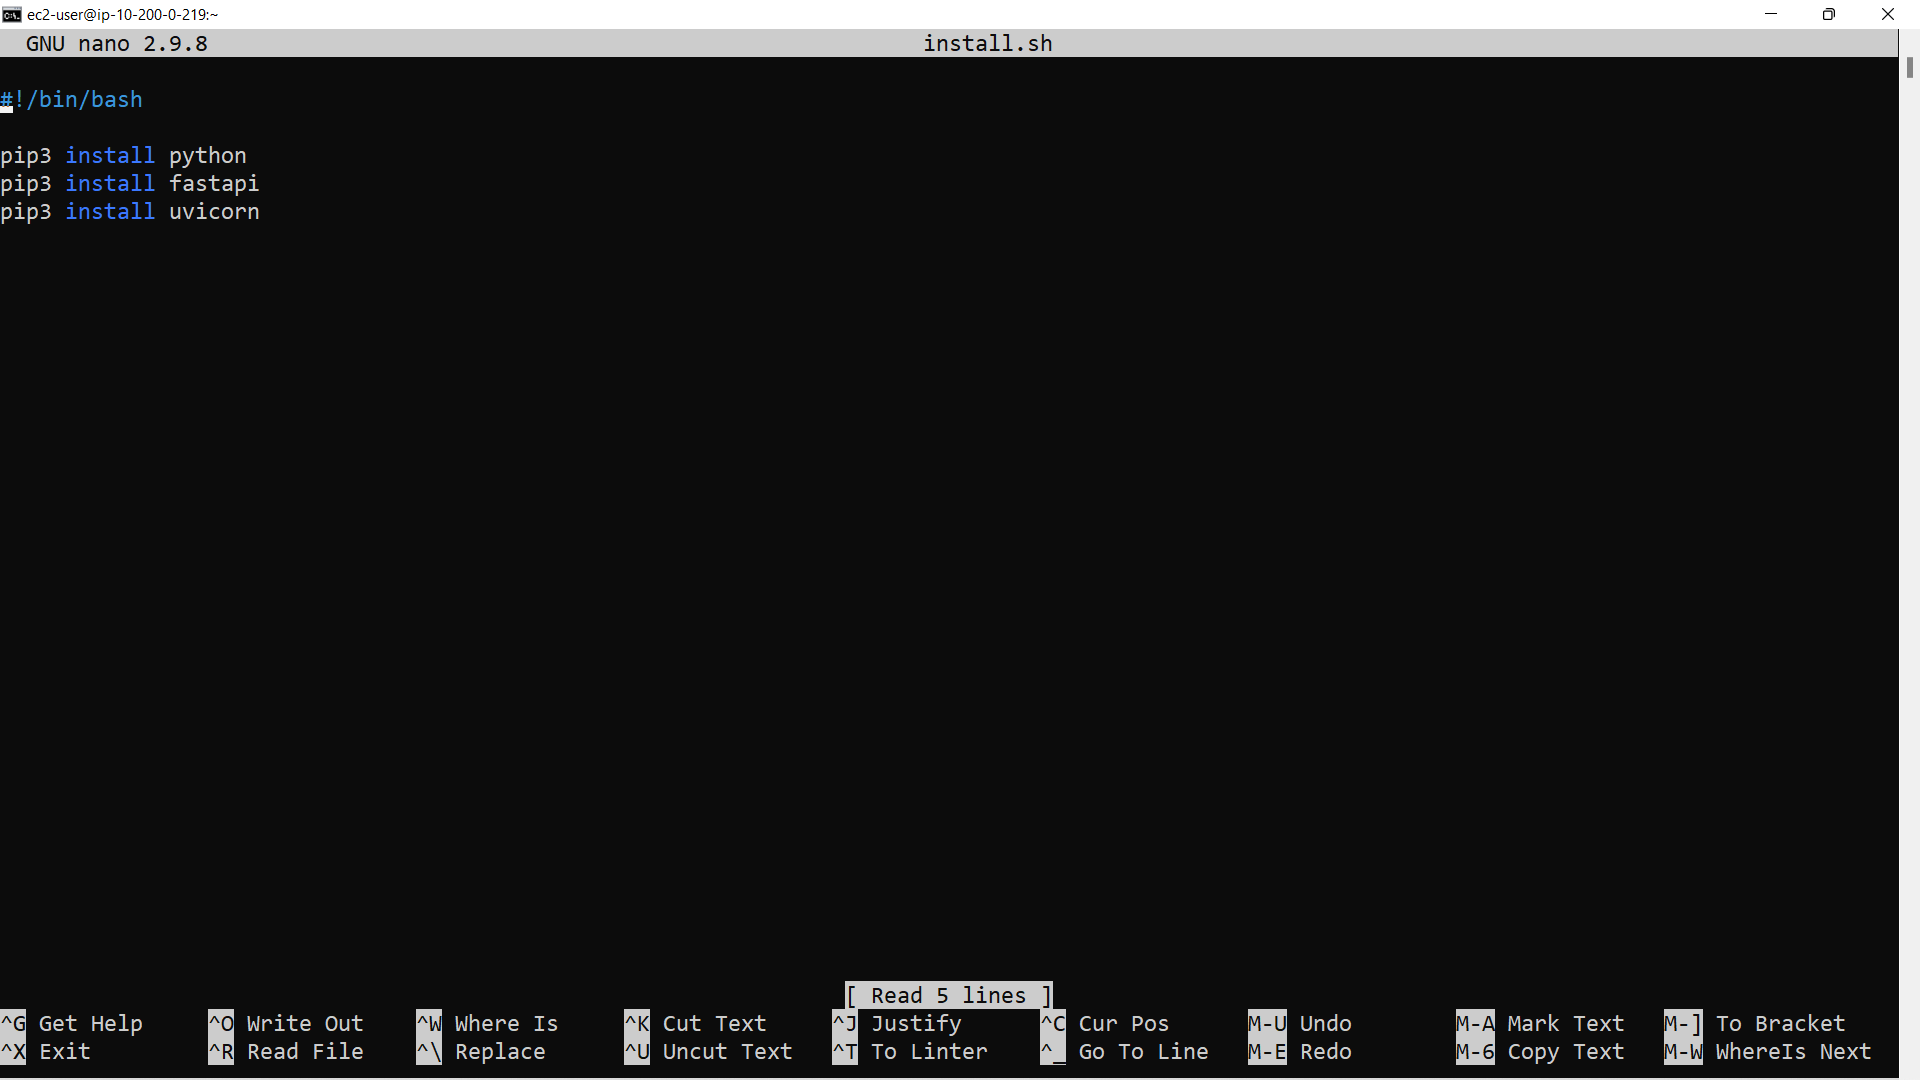 ec2-user@ip-10-200-0-219:~
GNU nano 2.9.8 install.sh
#!/bin/bash
pip3 install python
pip3 install fastapi
pip3 install uvicorn
[ Read 5 lines ]
^G Get Help ^O Write Out ^W Where Is ^K Cut Text ^J Justify ^C Cur Pos M-U Undo M-A Mark Text M-] To Bracket
^X Exit ^R Read File ^\ Replace ^U Uncut Text ^T To Linter ^_ Go To Line M-E Redo M-6 Copy Text M-W WhereIs Next